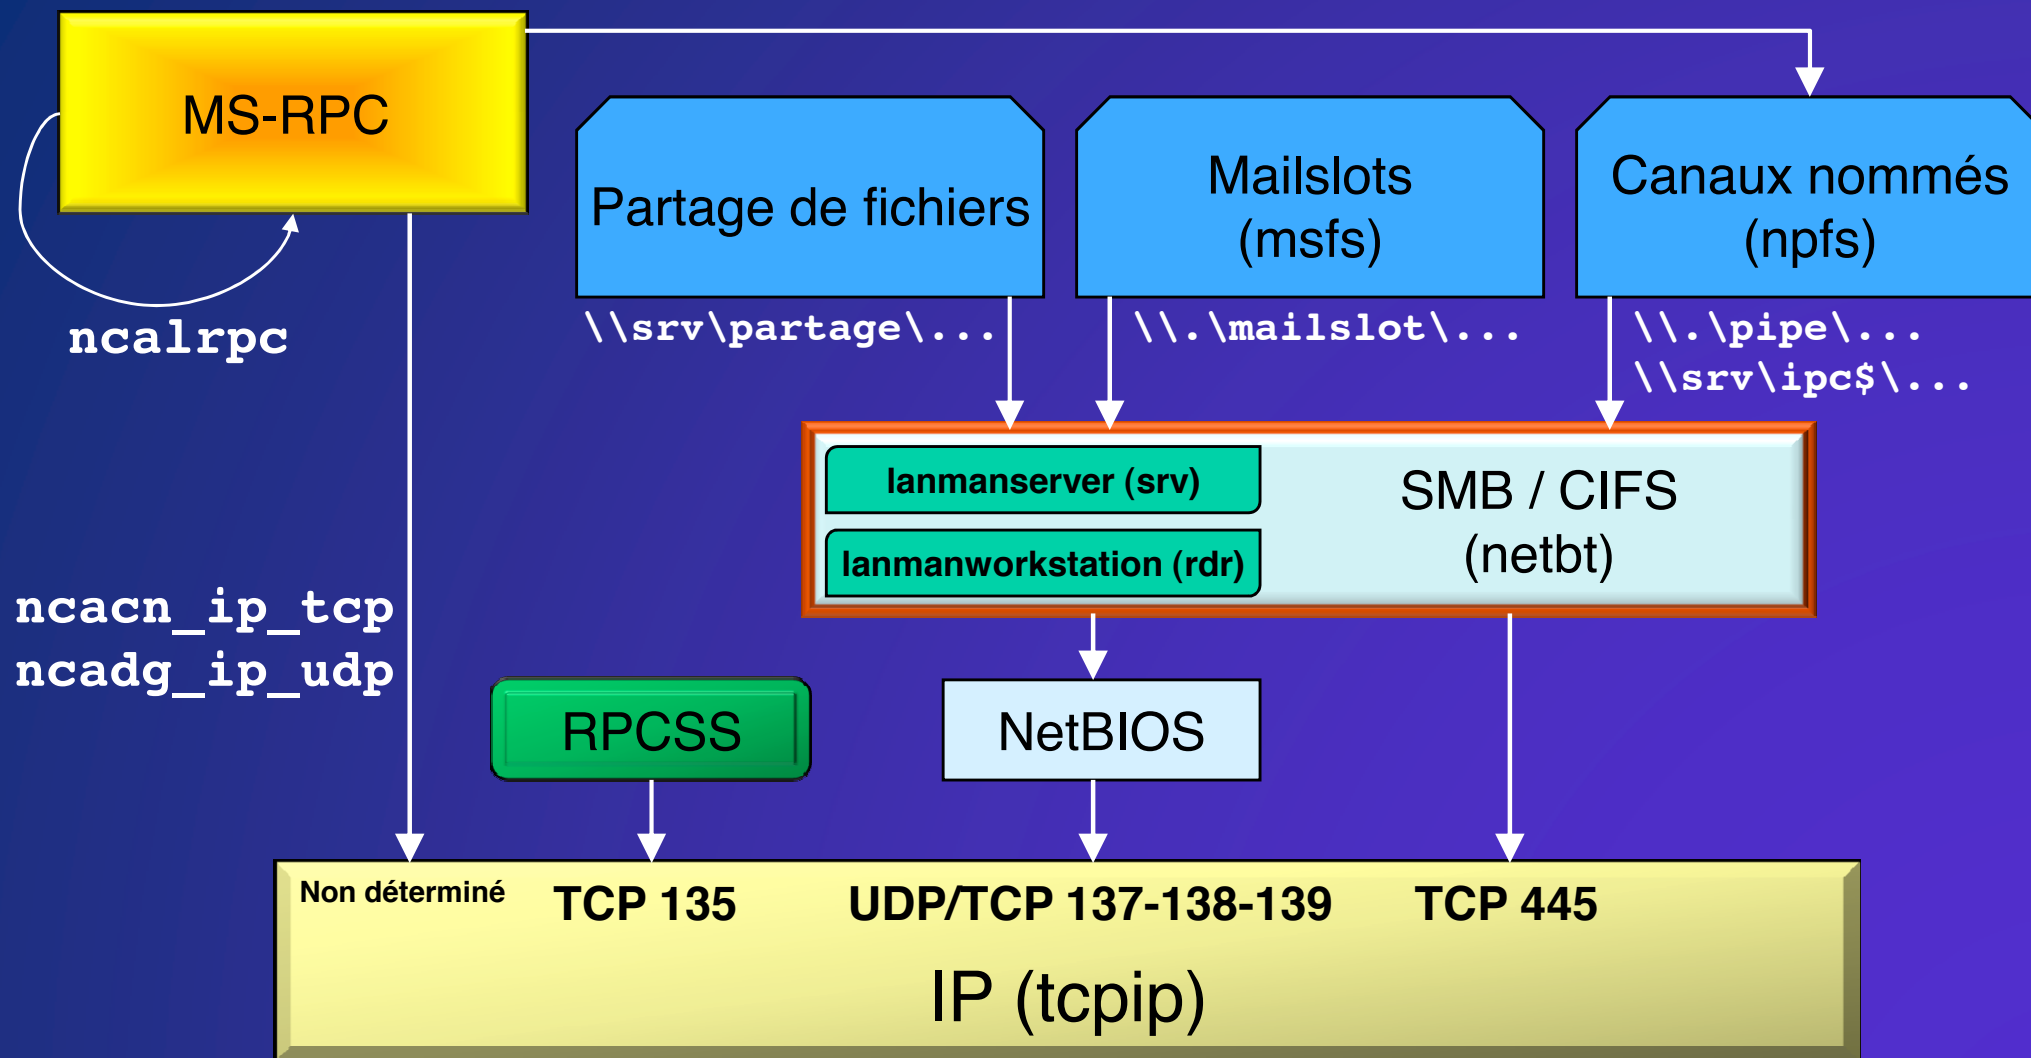 MS-RPC
Partage de fichiers
Mailslots
(msfs)
Canaux nommés
(npfs)
ncalrpc
\\srv\partage\...
\\.\mailslot\...
\\.\pipe\...
\\srv\ipc$\...
lanmanserver (srv)
lanmanworkstation (rdr)
SMB / CIFS
(netbt)
ncacn_ip_tcp
ncadg_ip_udp
RPCSS
NetBIOS
Non déterminé
TCP 135
UDP/TCP 137-138-139
TCP 445
IP (tcpip)